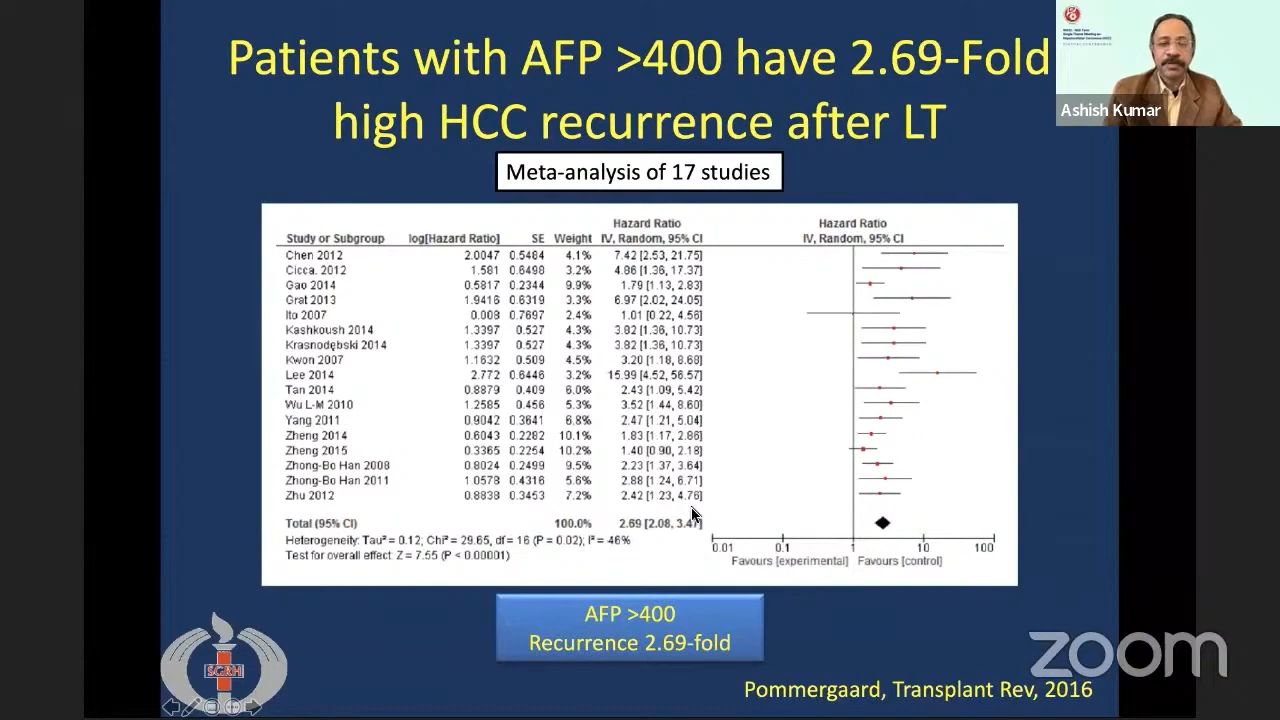 Patients with AFP >400 have 2.69-Fold
high HCC recurrence after LT
Ashish Kumar
Meta-analysis of 17 studies
Hazard Ratio Hazard Ratio
Study or Subgroup log[Hazard Ratio] SE Weight IV, Random, 95% CI IV, Random, 95% CI
Chen 2012 2.0047 0.5484 4.1% 7.42 [2.53, 21.75]
Cicca. 2012 1.581 0.6498 3.2% 4.86 [1.36, 17.37]
Gao 2014 0.5817 0.2344 9.9% 1.79 [1.13, 2.83]
Grat 2013 1.9416 0.6319 3.3% 6.97 [2.02, 24.05]
Ito 2007 0.008 0.7697 2.4% 1.01 [0.22, 4.56]
Kashkoush 2014 1.3397 0.527 4.3% 3.82 [1.36, 10.73]
Krasnodębski 2014 1.3397 0.527 4.3% 3.82 [1.36, 10.73]
Kwon 2007 1.1632 0.509 4.5% 3.20 [1.18, 8.68]
Lee 2014 2.772 0.6446 3.2% 15.99 [4.52, 56.57]
Tan 2014 0.8879 0.409 6.0% 2.43 [1.09, 5.42]
Wu L-M 2010 1.2585 0.456 5.3% 3.52 [1.44, 8.60]
Yang 2011 0.9042 0.3641 6.8% 2.47 [1.21, 5.04]
Zheng 2014 0.6043 0.2282 10.1% 1.83 [1.17, 2.86]
Zheng 2015 0.3365 0.2254 10.2% 1.40 [0.90, 2.18]
Zhong-Bo Han 2008 0.8024 0.2499 9.5% 2.23 [1.37, 3.64]
Zhong-Bo Han 2011 1.0578 0.4316 5.6% 2.88 [1.24, 6.71]
Zhu 2012 0.8838 0.3453 7.2% 2.42 [1.23, 4.76]
Total (95% CI) 100.0% 2.69 [2.08, 3.47]
Heterogeneity: Tau² = 0.12; Chi² = 29.65, df = 16 (P = 0.02); I² = 46%
Test for overall effect: Z = 7.55 (P < 0.00001)
0.01 0.1 1 10 100
Favours [experimental] Favours [control]
AFP >400
Recurrence 2.69-fold
SGRH
zoom
Pommergaard, Transplant Rev, 2016